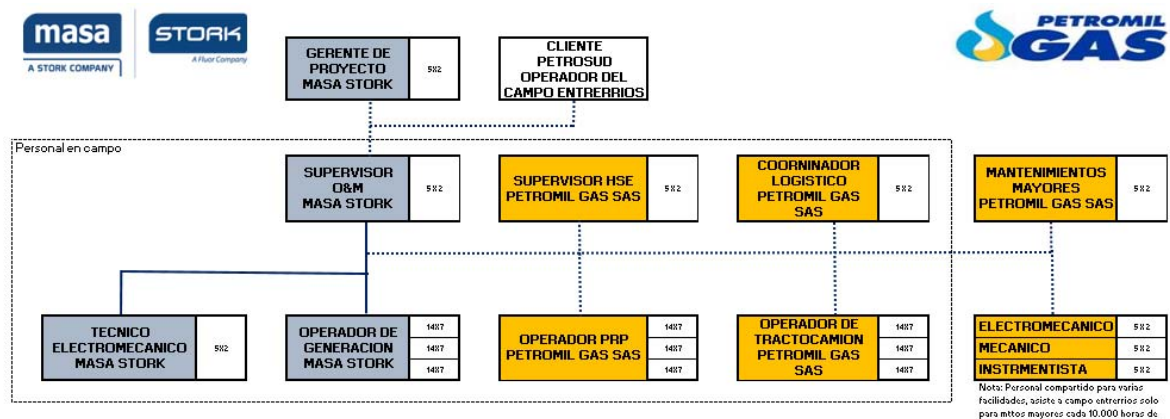 masa
A STORK COMPANY
STORK
A Fluor Company
PETROMIL
GAS
GERENTE DE
PROYECTO
MASA STORK
5X2
CLIENTE
PETROSUD
OPERADOR DEL
CAMPO ENTRERRIOS
Personal en campo
SUPERVISOR
O&M
MASA STORK
5X2
SUPERVISOR HSE
PETROMIL GAS SAS
5X2
COORNINADOR
LOGISTICO
PETROMIL GAS
SAS
5X2
MANTENIMIENTOS
MAYORES
PETROMIL GAS SAS
5X2
TECNICO
ELECTROMECANICO
MASA STORK
5X2
OPERADOR DE
GENERACION
MASA STORK
14X7
14X7
14X7
OPERADOR PRP
PETROMIL GAS SAS
14X7
14X7
14X7
OPERADOR DE
TRACTOCAMION
PETROMIL GAS
SAS
14X7
14X7
14X7
ELECTROMECANICO
5X2
MECANICO
5X2
INSTRMENTISTA
5X2
Nota: Personal compartido para varias
facilidades, asiste a campo entrerrios solo
para mttos mayores cada 10.000 horas de